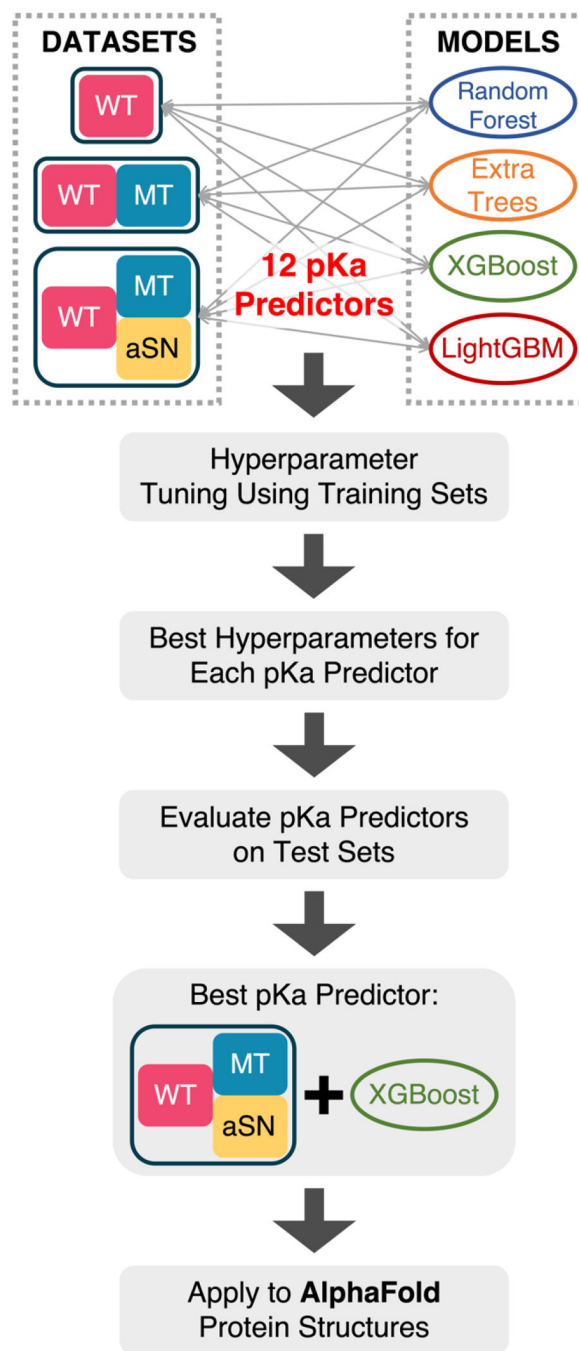 DATASETS
MODELS
WT
Random
Forest
WT MT
Extra
Trees
MT
WT
aSN
12 pKa
Predictors
XGBoost
LightGBM
Hyperparameter
Tuning Using Training Sets
Best Hyperparameters for
Each pKa Predictor
Evaluate pKa Predictors
on Test Sets
Best pKa Predictor:
MT
WT
aSN
+
XGBoost
Apply to AlphaFold
Protein Structures